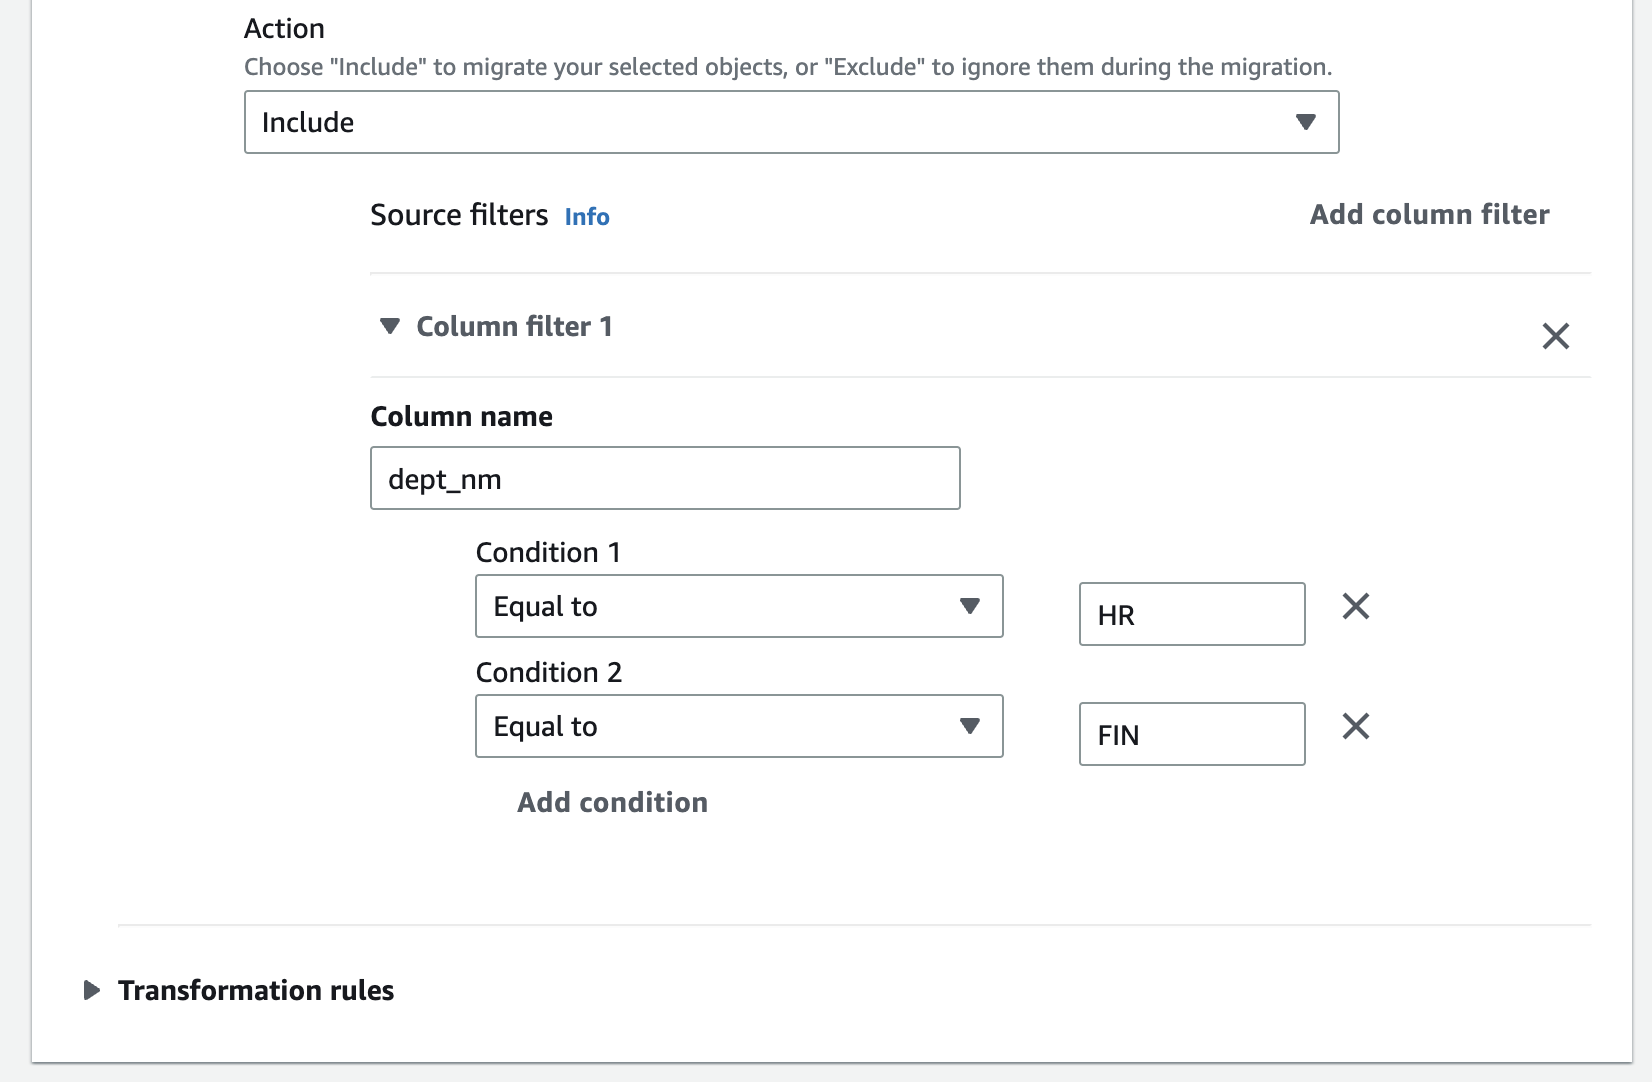 Action
Choose "Include" to migrate your selected objects, or "Exclude" to ignore them during the migration.
Include
Source filters Info
Add column filter
Column filter 1
Column name
dept_nm
Condition 1
Equal to
HR
Condition 2
Equal to
FIN
Add condition
Transformation rules